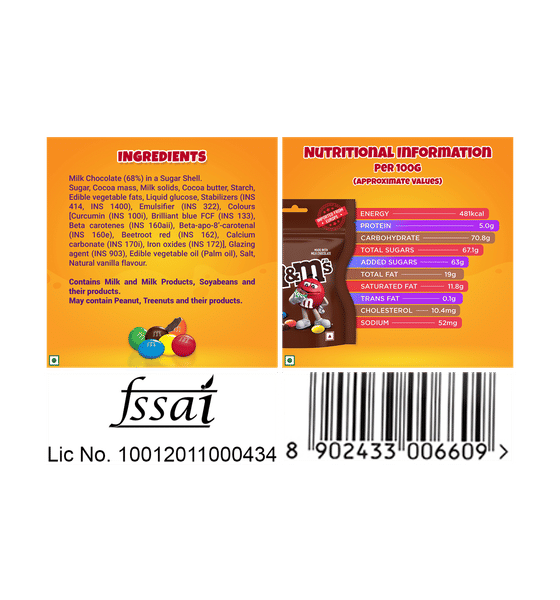 INGREDIENTS
Milk Chocolate (68%) in a Sugar Shell.
Sugar, Cocoa mass, Milk solids, Cocoa butter, Starch,
Edible vegetable fats, Liquid glucose, Stabilizers (INS
414, INS 1400), Emulsifier (INS 322), Colours
[Curcumin (INS 100i), Brilliant blue FCF (INS 133),
Beta carotenes (INS 160aii), Beta-apo-8'-carotenal
(INS 160e), Beetroot red (INS 162), Calcium
carbonate (INS 170i), Iron oxides (INS 172)], Glazing
agent (INS 903), Edible vegetable oil (Palm oil), Salt,
Natural vanilla flavour.
Contains Milk and Milk Products, Soyabeans and
their products.
May contain Peanut, Treenuts and their products.
NUTRITIONAL INFORMATION
PER 100G
(APPROXIMATE VALUES)
ENERGY 481kcal
PROTEIN 5.0g
CARBOHYDRATE 70.8g
TOTAL SUGARS 67.1g
ADDED SUGARS 63g
TOTAL FAT 19g
SATURATED FAT 11.8g
TRANS FAT 0.1g
CHOLESTEROL 10.4mg
SODIUM 52mg
&m's
fssai
Lic No. 10012011000434
8 902433 006609 >